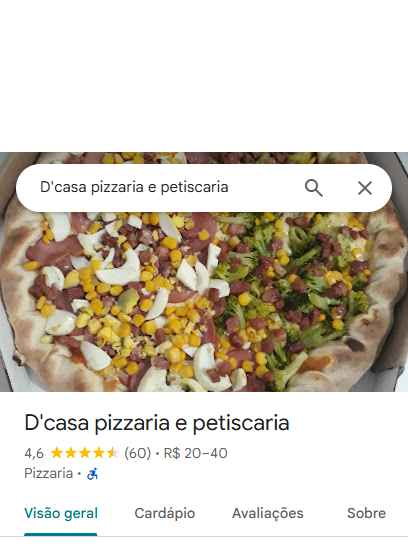 D'casa pizzaria e petiscaria
D'casa pizzaria e petiscaria
4,6 (60) • R$ 20–40
Pizzaria •
Visão geral Cardápio Avaliações Sobre